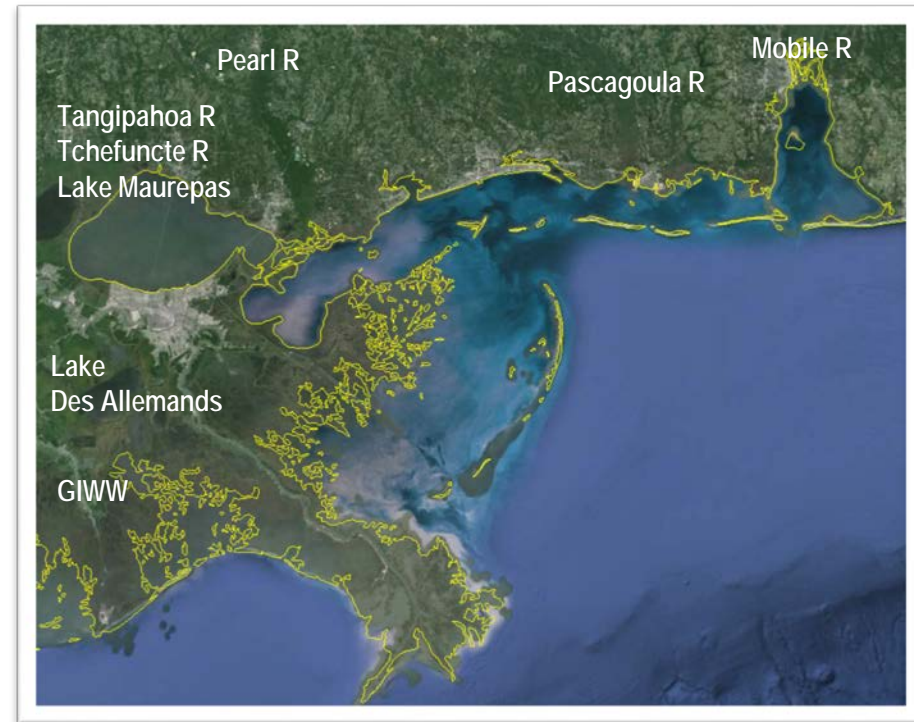 Pearl R
Mobile R
Pascagoula R
Tangipahoa R
Tchefuncte R
Lake Maurepas
Lake
Des Allemands
GIWW